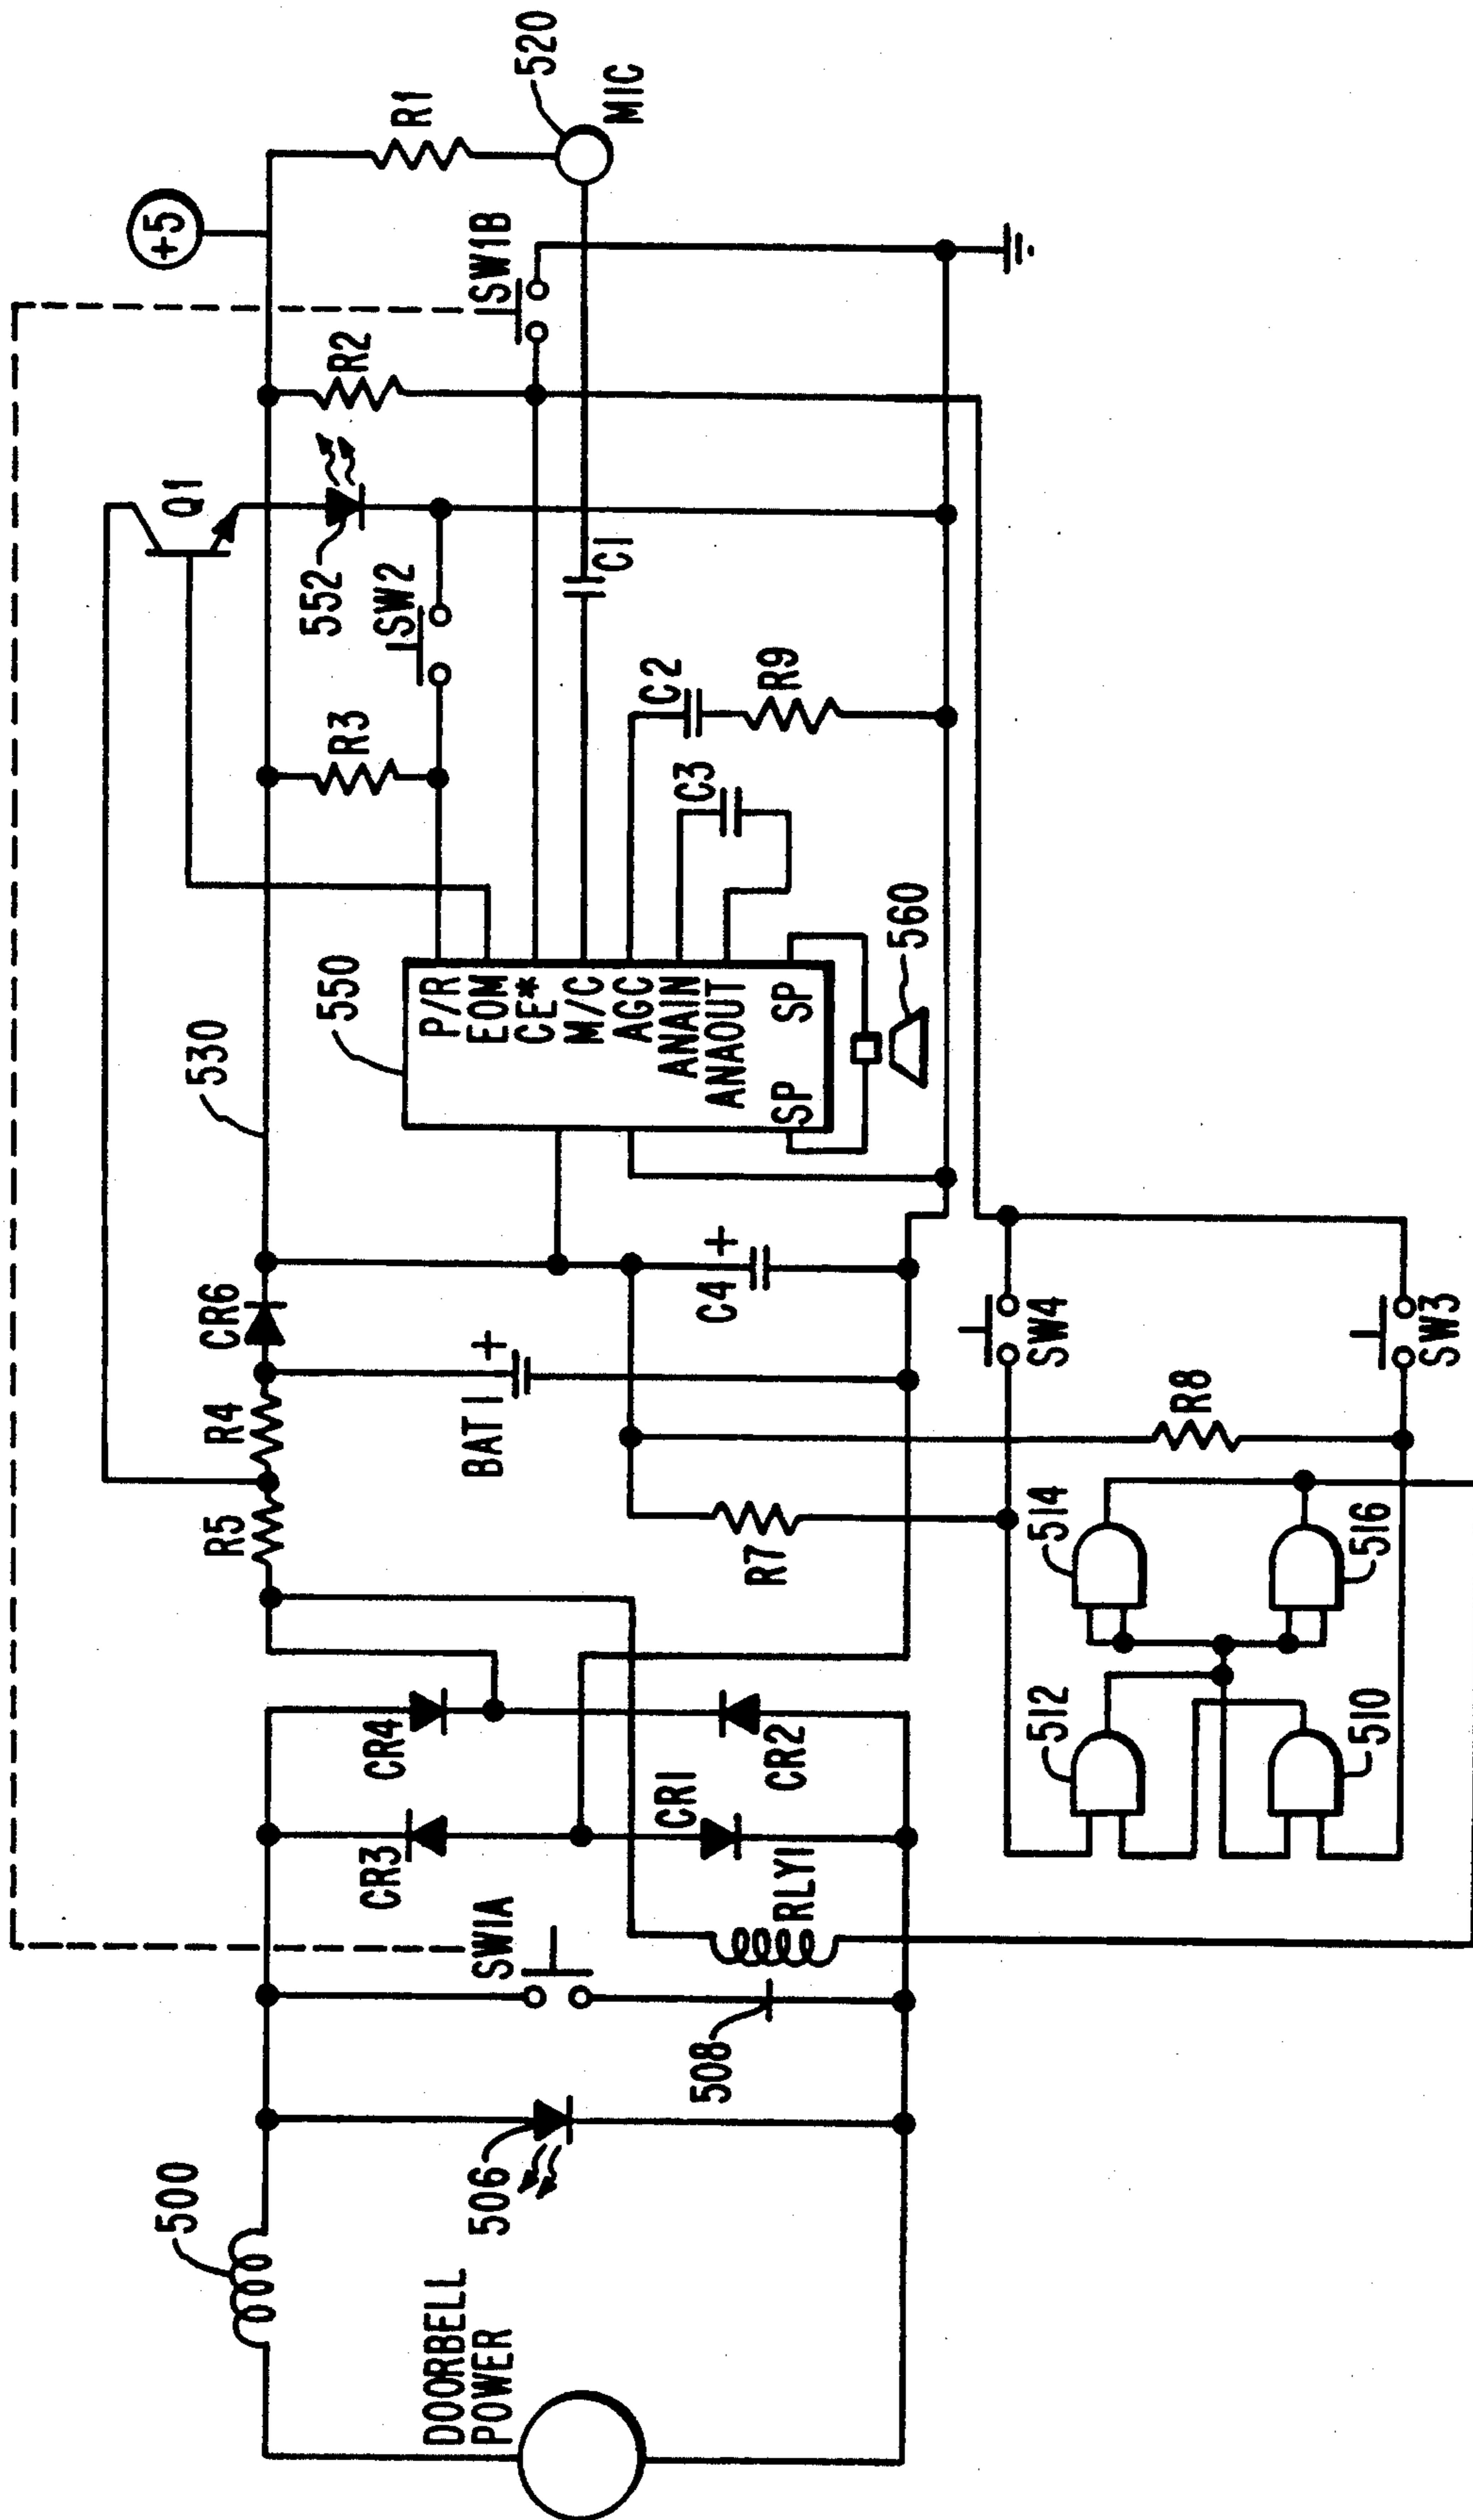 500
DOORBELL
POWER
506
508
SW1A
RLY1
CR3
CR4
CR1
CR2
R5
R4
CR6
BAT 1
+
C4
+
R7
530
550
P/R
EOM
CE*
M/C
AGC
ANAIN
ANAOUT
SP
SP
560
R3
SW2
552
Q1
R2
+5
SW1B
R1
520
MIC
C1
C2
R9
C3
512
510
514
516
R8
SW4
SW3